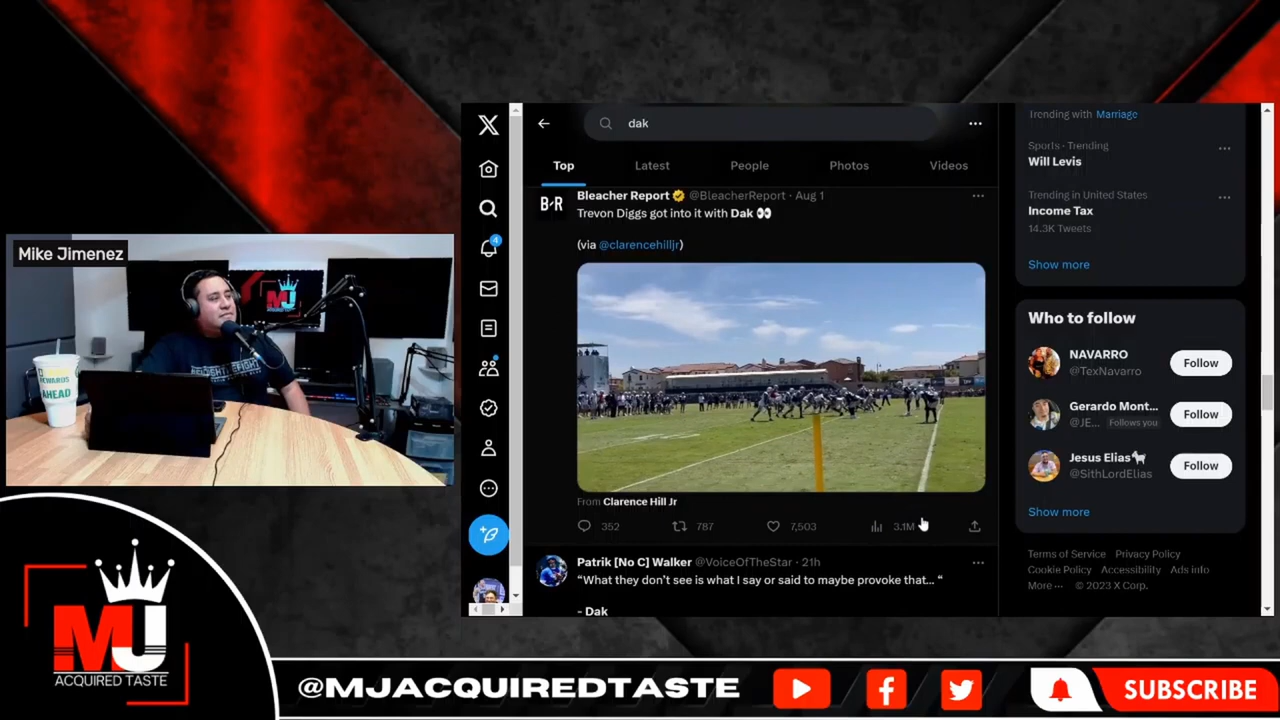 Mike Jimenez
MJ
AHEAD
dak
Top
Latest
People
Photos
Videos
B/R
Bleacher Report @BleacherReport · Aug 1
Trevon Diggs got into it with Dak 👀
(via @clarencehilljr)
From Clarence Hill Jr
352
787
7,503
3.1M
Patrik [No C] Walker @VoiceOfTheStar · 21h
“What they don’t see is what I say or said to maybe provoke that... “
- Dak
4
Trending with Marriage
Sports · Trending
Will Levis
Trending in United States
Income Tax
14.3K Tweets
Show more
Who to follow
NAVARRO
@TexNavarro
Follow
Gerardo Mont...
@JE... Follows you
Follow
Jesus Elias🐐
@SithLordElias
Follow
Show more
Terms of Service Privacy Policy
Cookie Policy Accessibility Ads info
More ··· © 2023 X Corp.
MJ
ACQUIRED TASTE
@MJACQUIREDTASTE
SUBSCRIBE